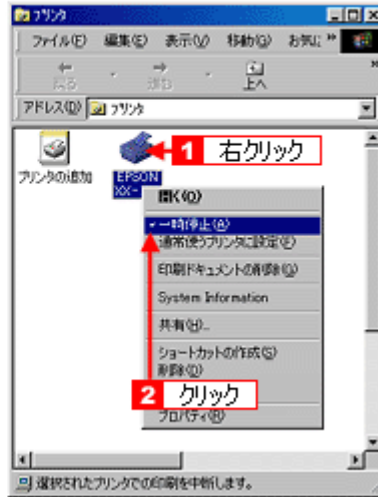 プリンタ
ファイル(F) 編集(E) 表示(V) 移動(G) お気に »
戻る 進む 上へ »
アドレス(D) プリンタ
1 右クリック
プリンタの追加 EPSON
XX-
開く(O)
一時停止(A)
通常使うプリンタに設定(E)
印刷ドキュメントの削除(G)
System Information
共有(H)...
ショートカットの作成(S)
削除(D)
2 クリック
プロパティ(R)
選択されたプリンタでの印刷を中断します。